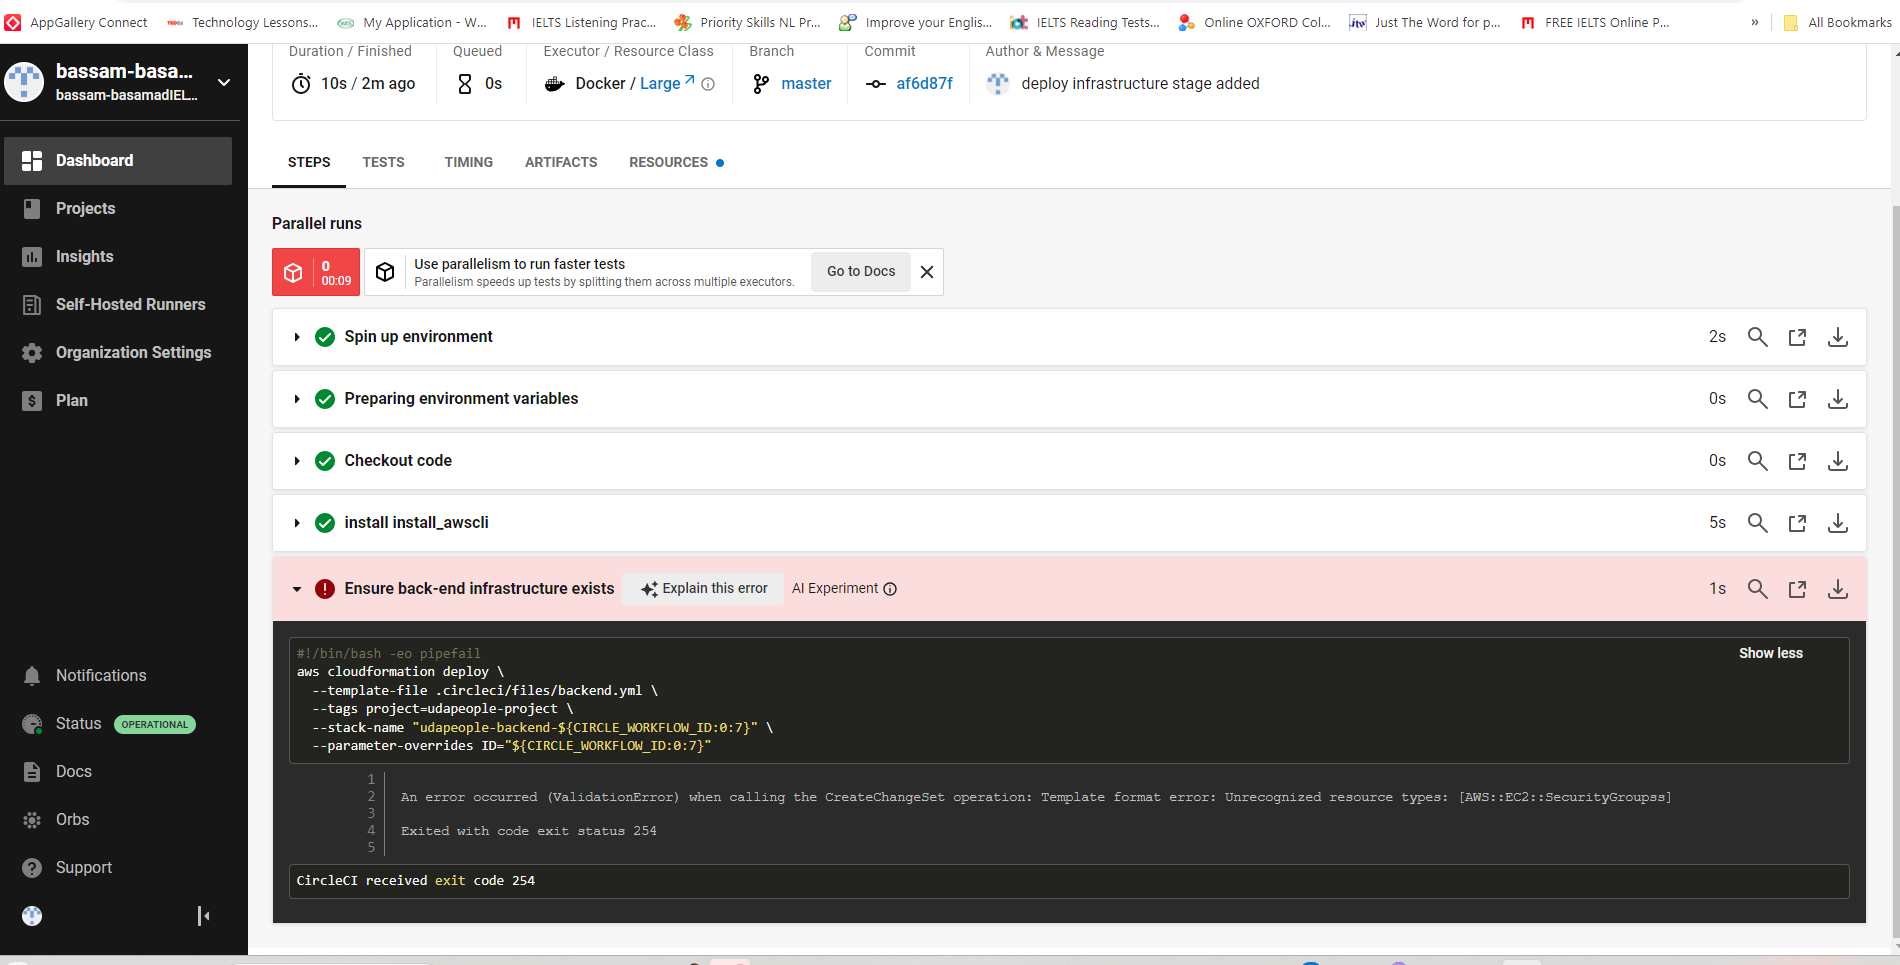 AppGallery Connect
Technology Lessons...
My Application - W...
IELTS Listening Prac...
Priority Skills NL Pr...
Improve your Englis...
IELTS Reading Tests...
Online OXFORD Col...
Just The Word for p...
FREE IELTS Online P...
»
All Bookmarks
bassam-basa...
bassam-basamadIEL...
Dashboard
Projects
Insights
Self-Hosted Runners
Organization Settings
Plan
Notifications
Status OPERATIONAL
Docs
Orbs
Support
Duration / Finished
10s / 2m ago
Queued
0s
Executor / Resource Class
Docker / Large
Branch
master
Commit
af6d87f
Author & Message
deploy infrastructure stage added
STEPS
TESTS
TIMING
ARTIFACTS
RESOURCES
Parallel runs
0
00:09
Use parallelism to run faster tests
Parallelism speeds up tests by splitting them across multiple executors.
Go to Docs
Spin up environment 2s
Preparing environment variables 0s
Checkout code 0s
install install_awscli 5s
Ensure back-end infrastructure exists Explain this error AI Experiment 1s
#!/bin/bash -eo pipefail
Show less
aws cloudformation deploy \
--template-file .circleci/files/backend.yml \
--tags project=udapeople-project \
--stack-name "udapeople-backend-${CIRCLE_WORKFLOW_ID:0:7}" \
--parameter-overrides ID="${CIRCLE_WORKFLOW_ID:0:7}"
1
2 An error occurred (ValidationError) when calling the CreateChangeSet operation: Template format error: Unrecognized resource types: [AWS::EC2::SecurityGroupss]
3
4 Exited with code exit status 254
5
CircleCI received exit code 254